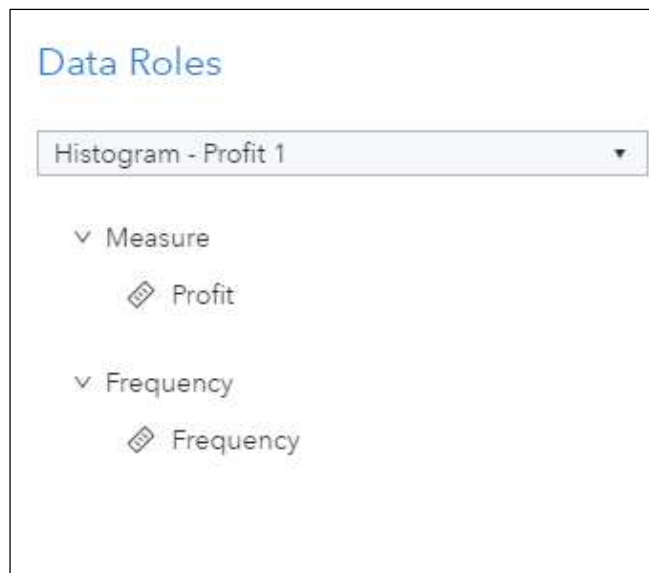 Data Roles
Histogram - Profit 1
Measure
Profit
Frequency
Frequency